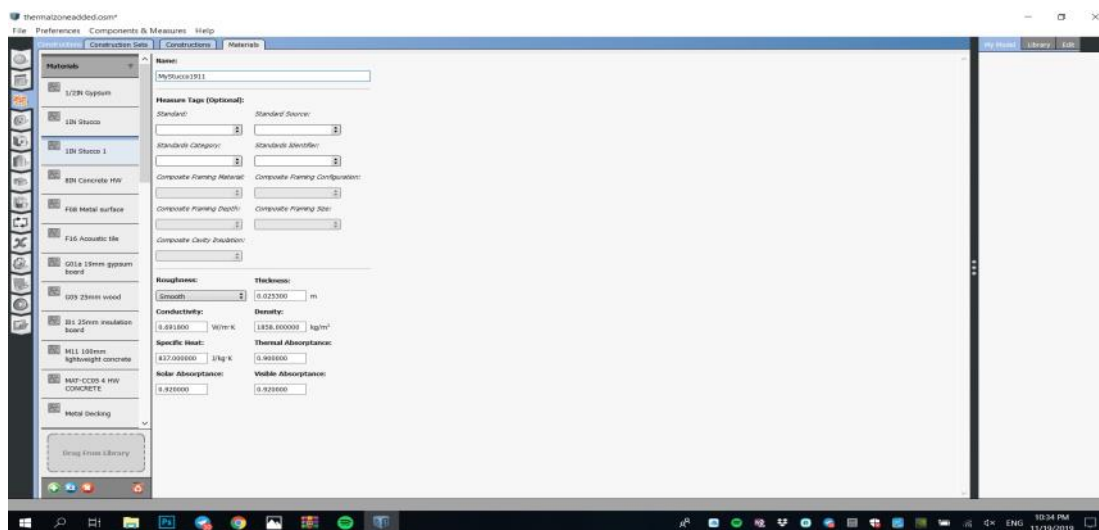 thermalzoneadded.osm*
File Preferences Components & Measures Help
Constructions Construction Sets Constructions Materials
My Model Library Edit
Materials
1/2IN Gypsum
1IN Stucco
1IN Stucco 1
8IN Concrete HW
F08 Metal surface
F16 Acoustic tile
G01a 19mm gypsum
board
G05 25mm wood
I01 25mm insulation
board
M11 100mm
lightweight concrete
MAT-CC05 4 HW
CONCRETE
Metal Decking
Drag From Library
Name:
MyStucco1911
Measure Tags (Optional):
Standard: Standard Source:
Standards Category: Standards Identifier:
Composite Framing Material: Composite Framing Configuration:
Composite Framing Depth: Composite Framing Size:
Composite Cavity Insulation:
Roughness: Thickness:
Smooth 0.025300 m
Conductivity: Density:
0.691800 W/m·K 1858.000000 kg/m³
Specific Heat: Thermal Absorptance:
837.000000 J/kg·K 0.900000
Solar Absorptance: Visible Absorptance:
0.920000 0.920000
Ps
ENG
10:34 PM
11/19/2019